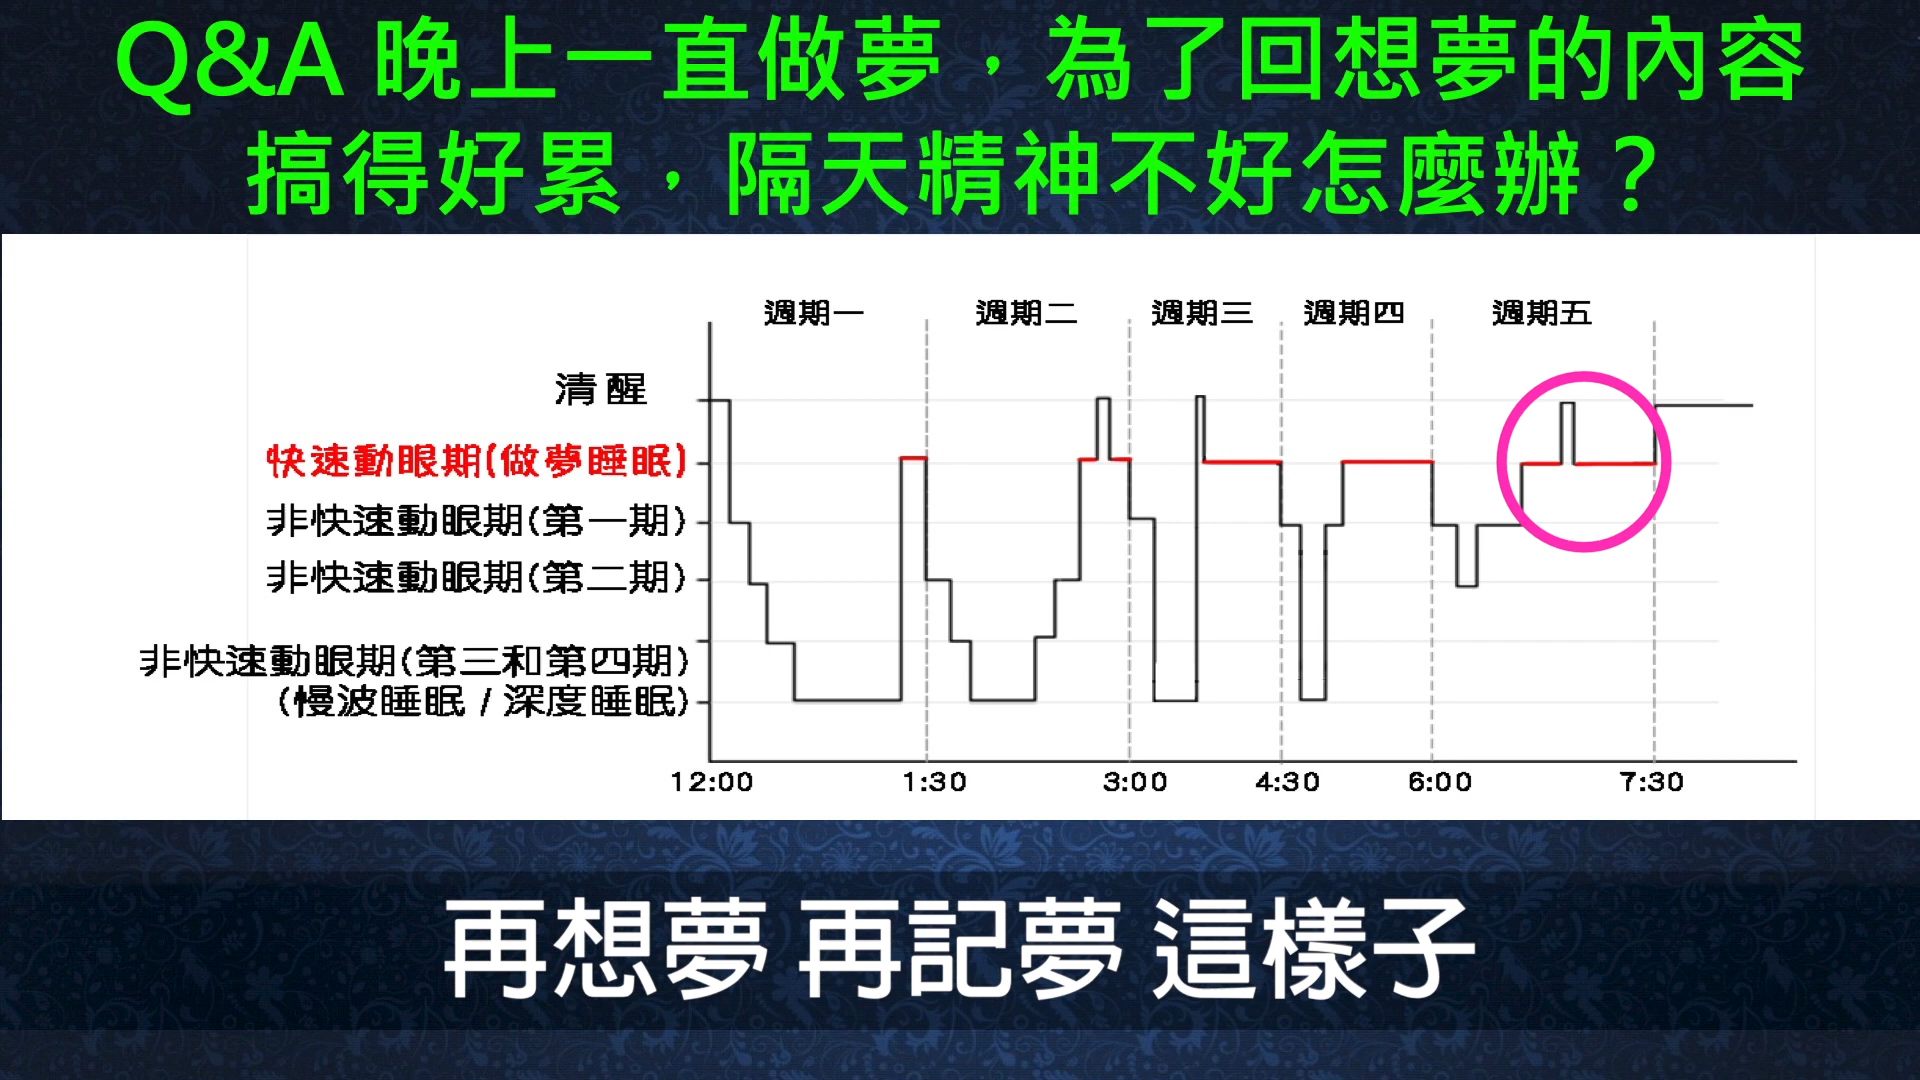 Q&A 晚上一直做夢，為了回想夢的內容
搞得好累，隔天精神不好怎麼辦？
週期一 週期二 週期三 週期四 週期五
清醒
快速動眼期(做夢睡眠)
非快速動眼期(第一期)
非快速動眼期(第二期)
非快速動眼期(第三和第四期)
(慢波睡眠 / 深度睡眠)
12:00 1:30 3:00 4:30 6:00 7:30
再想夢 再記夢 這樣子